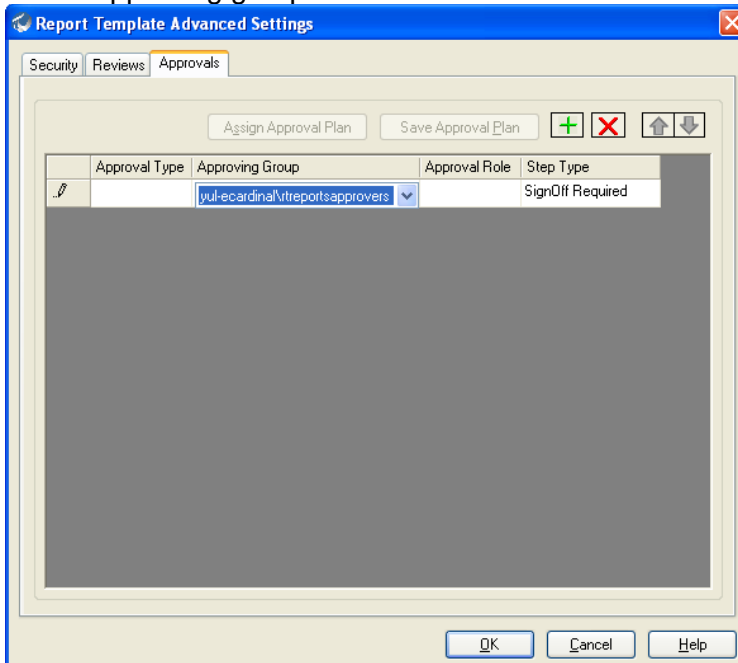 Report Template Advanced Settings
Security Reviews Approvals
Assign Approval Plan Save Approval Plan
Approval Type Approving Group Approval Role Step Type
yul-ecardinal\rtreportsapprovers SignOff Required
OK Cancel Help